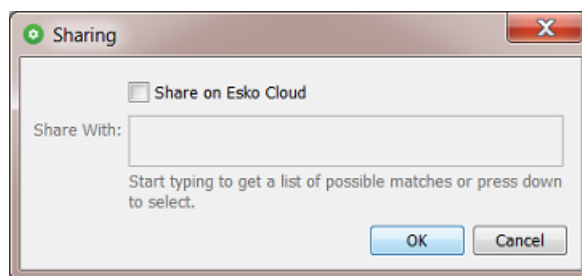 Sharing
Share on Esko Cloud
Share With:
Start typing to get a list of possible matches or press down
to select.
OK Cancel